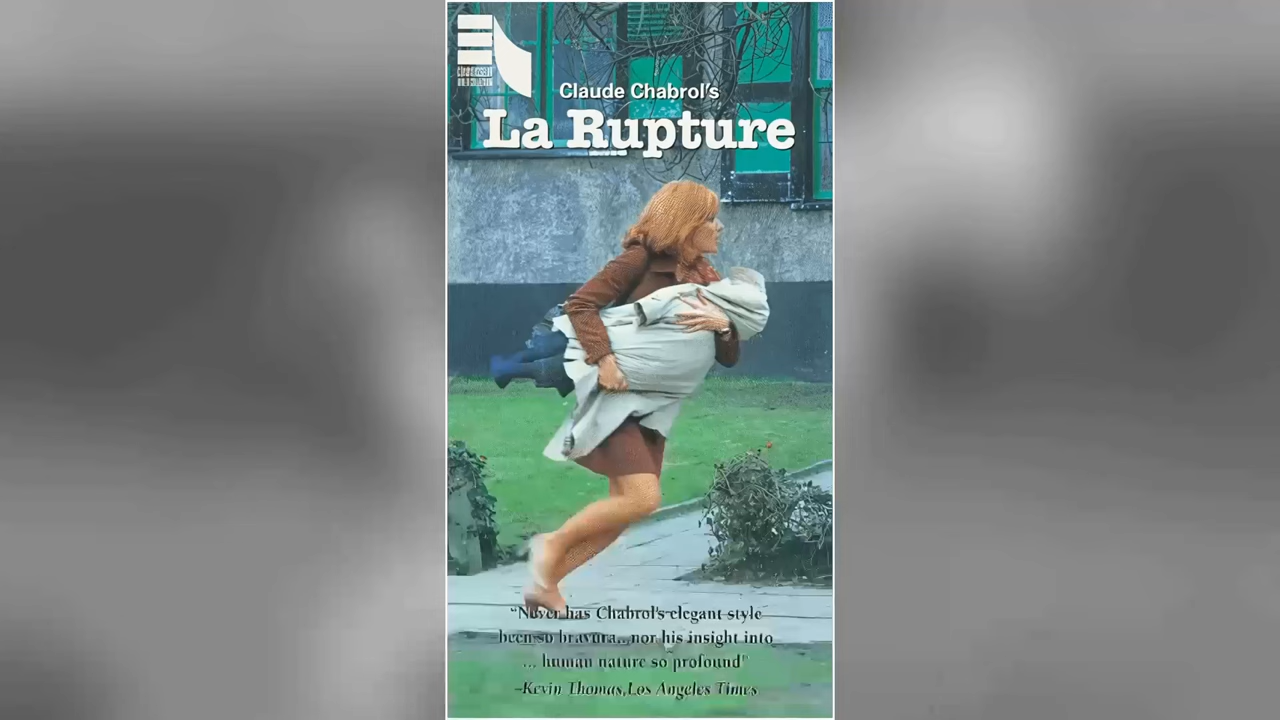 Claude Chabrol's
La Rupture
"Never has Chabrol's elegant style
been so bravura...nor his insight into
... human nature so profound"
–Kevin Thomas, Los Angeles Times